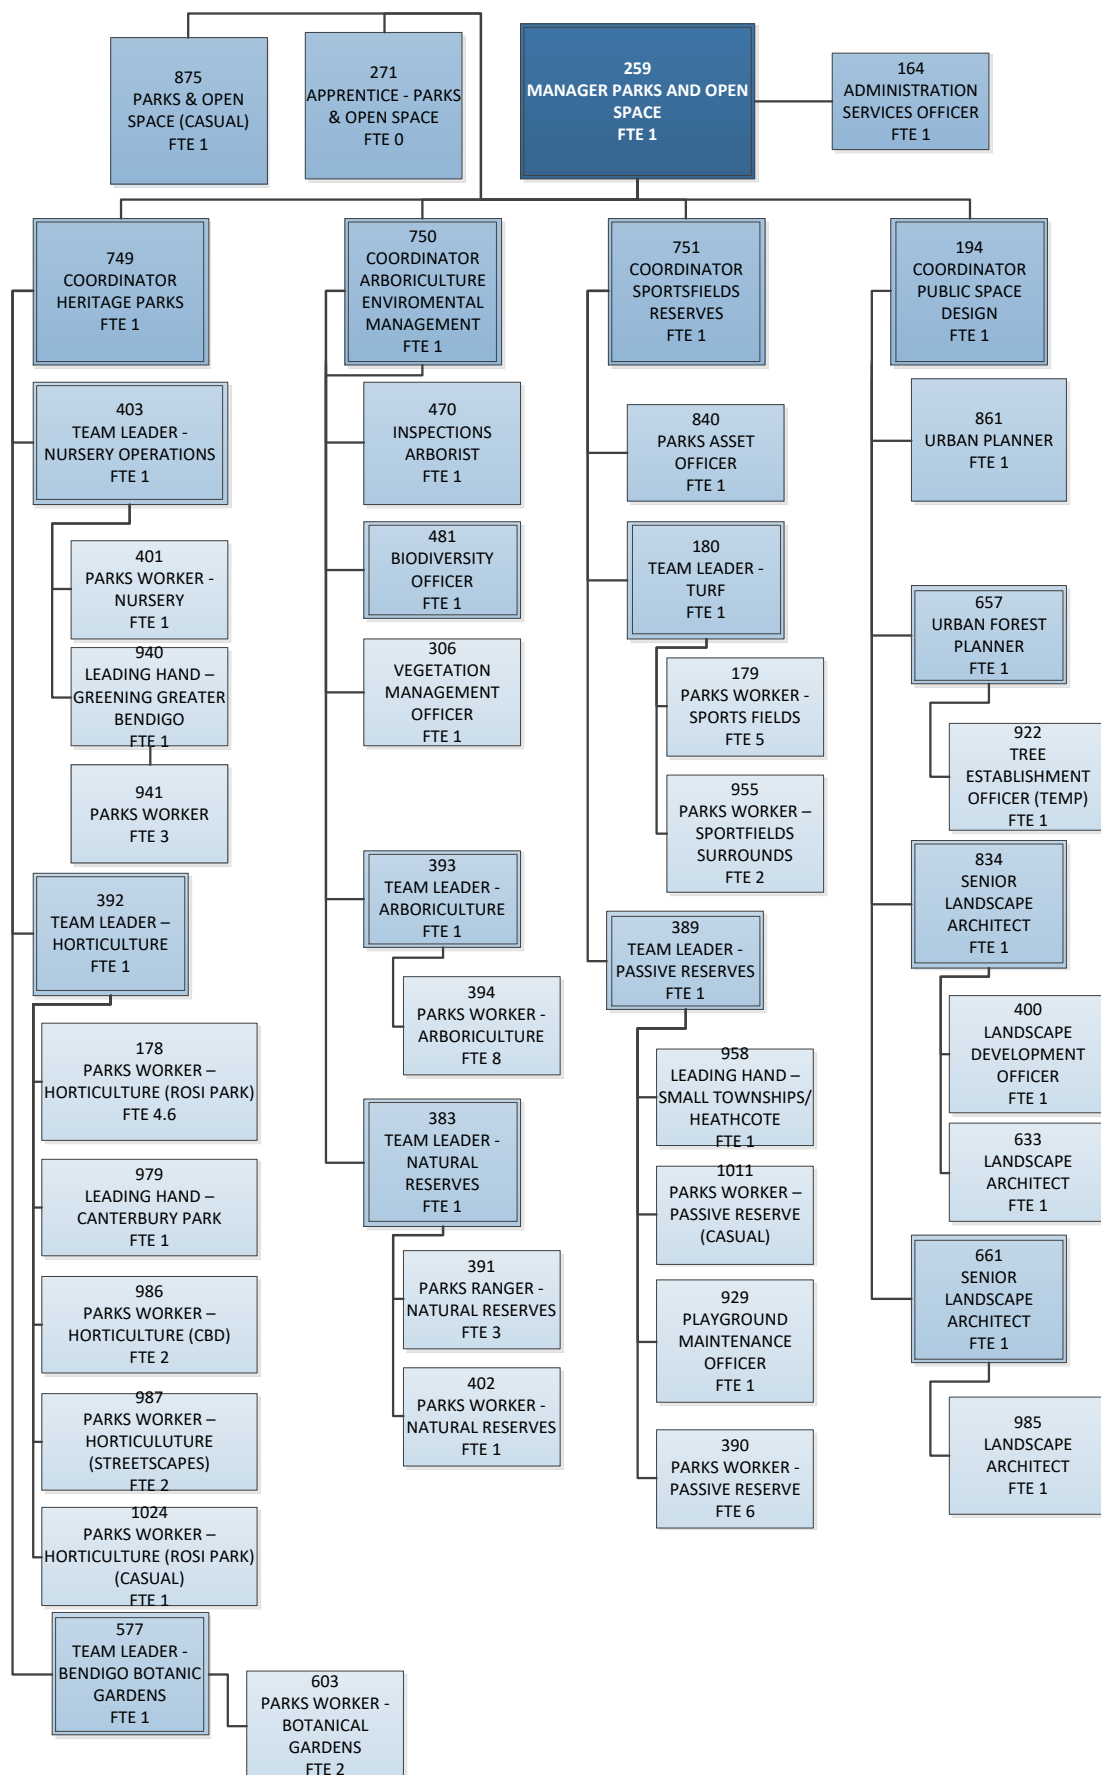 875
PARKS & OPEN
SPACE (CASUAL)
FTE 1
271
APPRENTICE - PARKS
& OPEN SPACE
FTE 0
259
MANAGER PARKS AND OPEN
SPACE
FTE 1
164
ADMINISTRATION
SERVICES OFFICER
FTE 1
749
COORDINATOR
HERITAGE PARKS
FTE 1
403
TEAM LEADER -
NURSERY OPERATIONS
FTE 1
401
PARKS WORKER -
NURSERY
FTE 1
940
LEADING HAND –
GREENING GREATER
BENDIGO
FTE 1
941
PARKS WORKER
FTE 3
392
TEAM LEADER –
HORTICULTURE
FTE 1
178
PARKS WORKER –
HORTICULTURE (ROSI PARK)
FTE 4.6
979
LEADING HAND –
CANTERBURY PARK
FTE 1
986
PARKS WORKER –
HORTICULTURE (CBD)
FTE 2
987
PARKS WORKER –
HORTICULUTURE
(STREETSCAPES)
FTE 2
1024
PARKS WORKER –
HORTICULTURE (ROSI PARK)
(CASUAL)
FTE 1
577
TEAM LEADER -
BENDIGO BOTANIC
GARDENS
FTE 1
603
PARKS WORKER -
BOTANICAL
GARDENS
FTE 2
750
COORDINATOR
ARBORICULTURE
ENVIROMENTAL
MANAGEMENT
FTE 1
470
INSPECTIONS
ARBORIST
FTE 1
481
BIODIVERSITY
OFFICER
FTE 1
306
VEGETATION
MANAGEMENT
OFFICER
FTE 1
393
TEAM LEADER -
ARBORICULTURE
FTE 1
394
PARKS WORKER -
ARBORICULTURE
FTE 8
383
TEAM LEADER -
NATURAL
RESERVES
FTE 1
391
PARKS RANGER -
NATURAL RESERVES
FTE 3
402
PARKS WORKER -
NATURAL RESERVES
FTE 1
751
COORDINATOR
SPORTSFIELDS
RESERVES
FTE 1
840
PARKS ASSET
OFFICER
FTE 1
180
TEAM LEADER -
TURF
FTE 1
179
PARKS WORKER -
SPORTS FIELDS
FTE 5
955
PARKS WORKER –
SPORTFIELDS
SURROUNDS
FTE 2
389
TEAM LEADER -
PASSIVE RESERVES
FTE 1
958
LEADING HAND –
SMALL TOWNSHIPS/
HEATHCOTE
FTE 1
1011
PARKS WORKER –
PASSIVE RESERVE
(CASUAL)
929
PLAYGROUND
MAINTENANCE
OFFICER
FTE 1
390
PARKS WORKER -
PASSIVE RESERVE
FTE 6
194
COORDINATOR
PUBLIC SPACE
DESIGN
FTE 1
861
URBAN PLANNER
FTE 1
657
URBAN FOREST
PLANNER
FTE 1
922
TREE
ESTABLISHMENT
OFFICER (TEMP)
FTE 1
834
SENIOR
LANDSCAPE
ARCHITECT
FTE 1
400
LANDSCAPE
DEVELOPMENT
OFFICER
FTE 1
633
LANDSCAPE
ARCHITECT
FTE 1
661
SENIOR
LANDSCAPE
ARCHITECT
FTE 1
985
LANDSCAPE
ARCHITECT
FTE 1